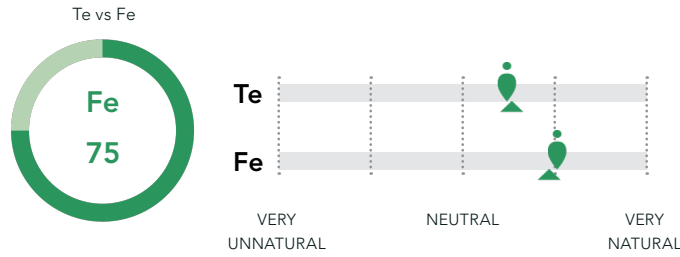 Te vs Fe
Fe
75
Te
Fe
VERY
UNNATURAL
NEUTRAL
VERY
NATURAL